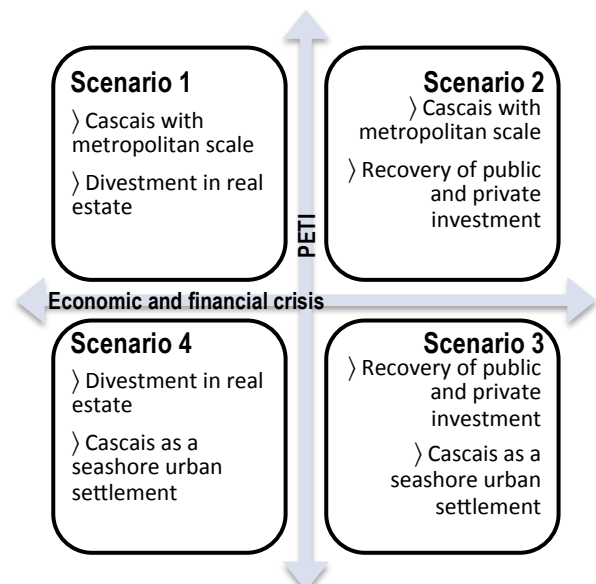 Scenario 1
〉Cascais with
metropolitan scale
〉Divestment in real
estate
Scenario 2
〉Cascais with
metropolitan scale
〉Recovery of public
and private
investment
PETI
Economic and financial crisis
Scenario 4
〉Divestment in real
estate
〉Cascais as a
seashore urban
settlement
Scenario 3
〉Recovery of public
and private
investment
〉Cascais as a
seashore urban
settlement